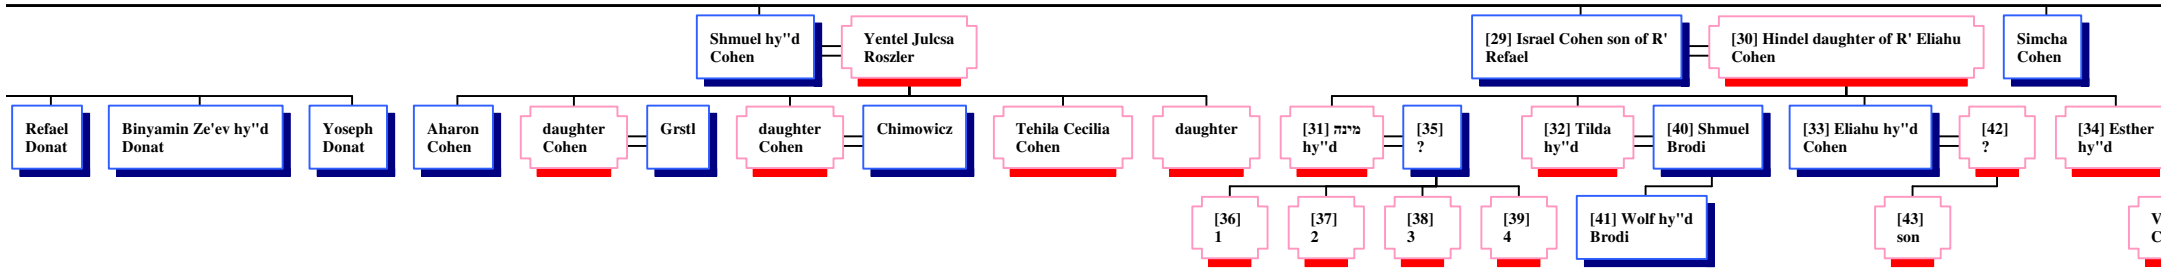 Shmuel hy"d
Cohen
Yentel Julcsa
Roszler
[29] Israel Cohen son of R'
Refael
[30] Hindel daughter of R' Eliahu
Cohen
Simcha
Cohen
Refael
Donat
Binyamin Ze'ev hy"d
Donat
Yoseph
Donat
Aharon
Cohen
daughter
Cohen
Grstl
daughter
Cohen
Chimowicz
Tehila Cecilia
Cohen
daughter
[31] מינה
hy"d
[35]
?
[32] Tilda
hy"d
[40] Shmuel
Brodi
[33] Eliahu hy"d
Cohen
[42]
?
[34] Esther
hy"d
[36]
1
[37]
2
[38]
3
[39]
4
[41] Wolf hy"d
Brodi
[43]
son
V
C